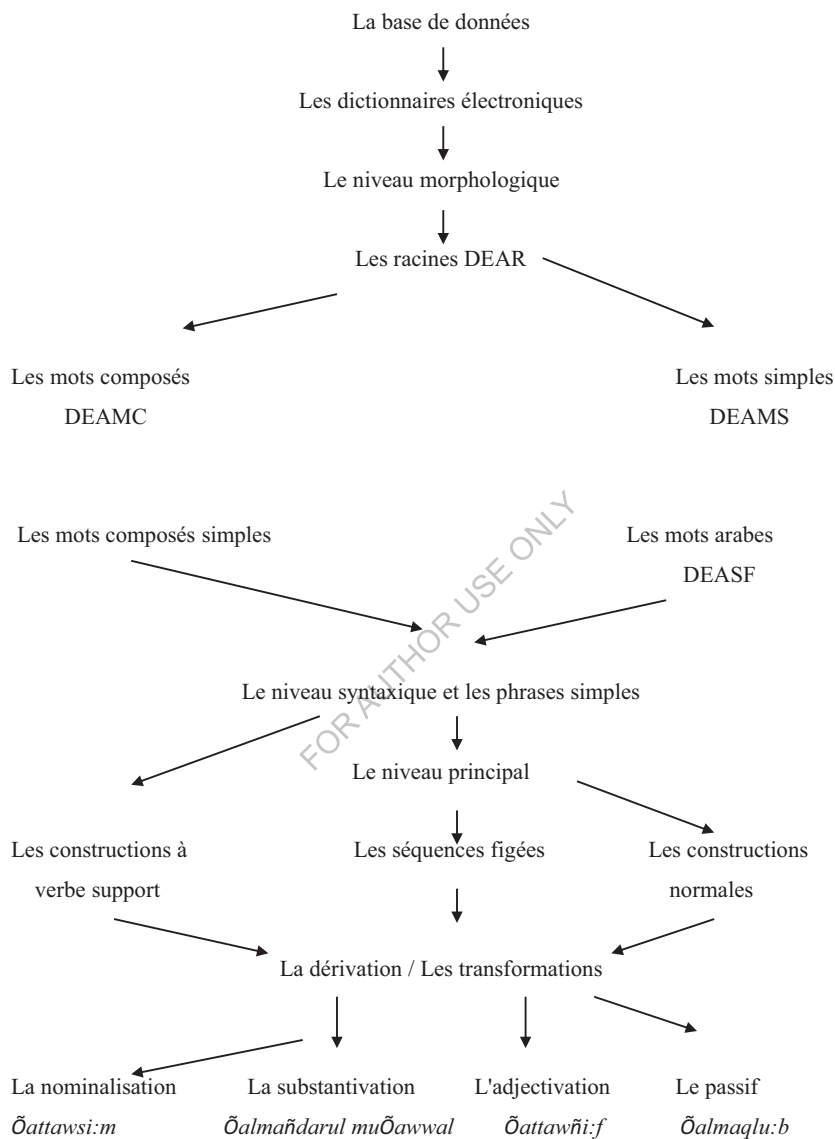 La base de données
Les dictionnaires électroniques
Le niveau morphologique
Les racines DEAR
Les mots composés
DEAMC
Les mots simples
DEAMS
Les mots composés simples
Les mots arabes
DEASF
FOR AUTHOR USE ONLY
Le niveau syntaxique et les phrases simples
Le niveau principal
Les constructions à
verbe support
Les séquences figées
Les constructions
normales
La dérivation / Les transformations
La nominalisation
Õattawsi:m
La substantivation
Õalmañdarul muÕawwal
L'adjectivation
Õattawñi:f
Le passif
Õalmaqlu:b